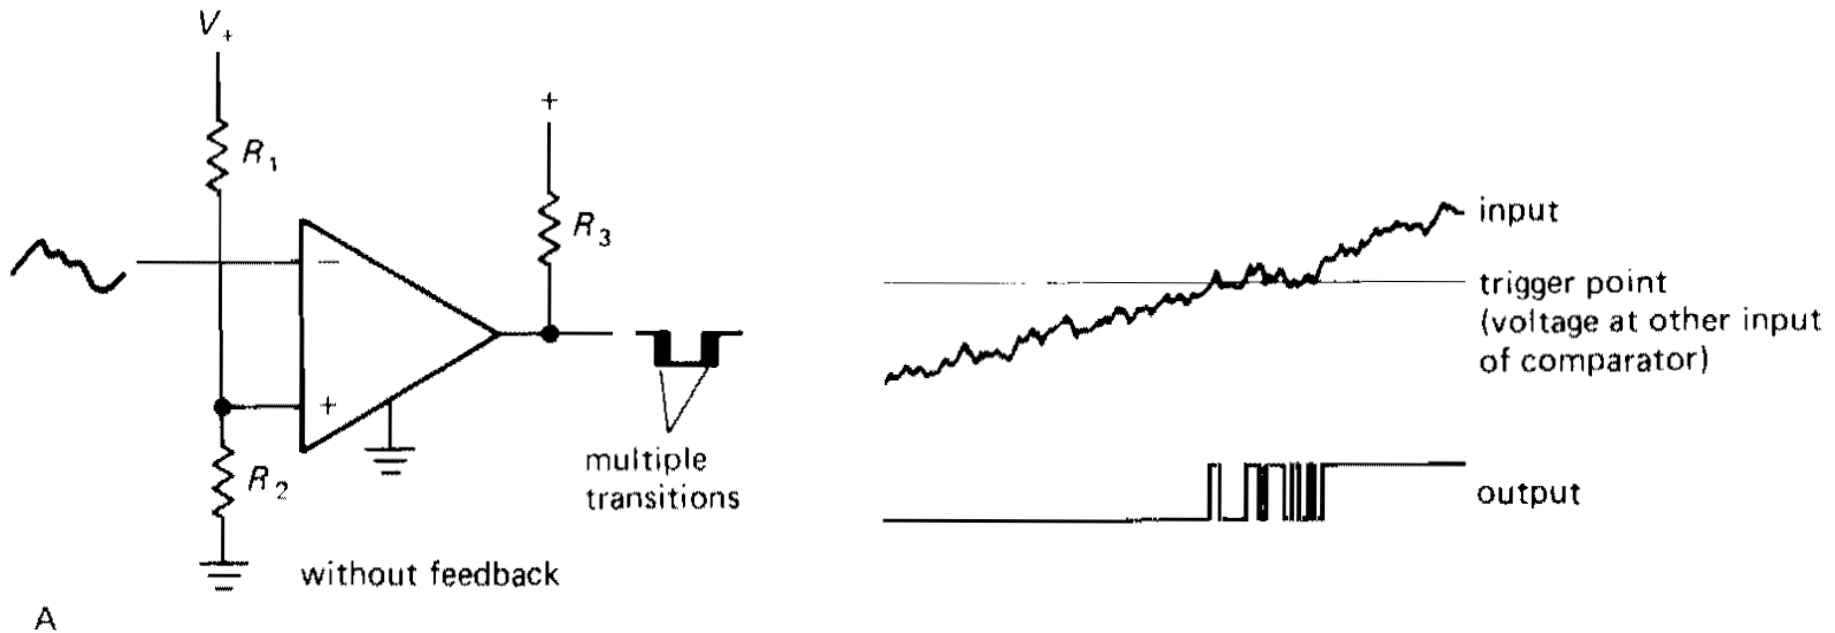 V+
R1
+
R3
−
+
R2
multiple
transitions
without feedback
A
input
trigger point
(voltage at other input
of comparator)
output